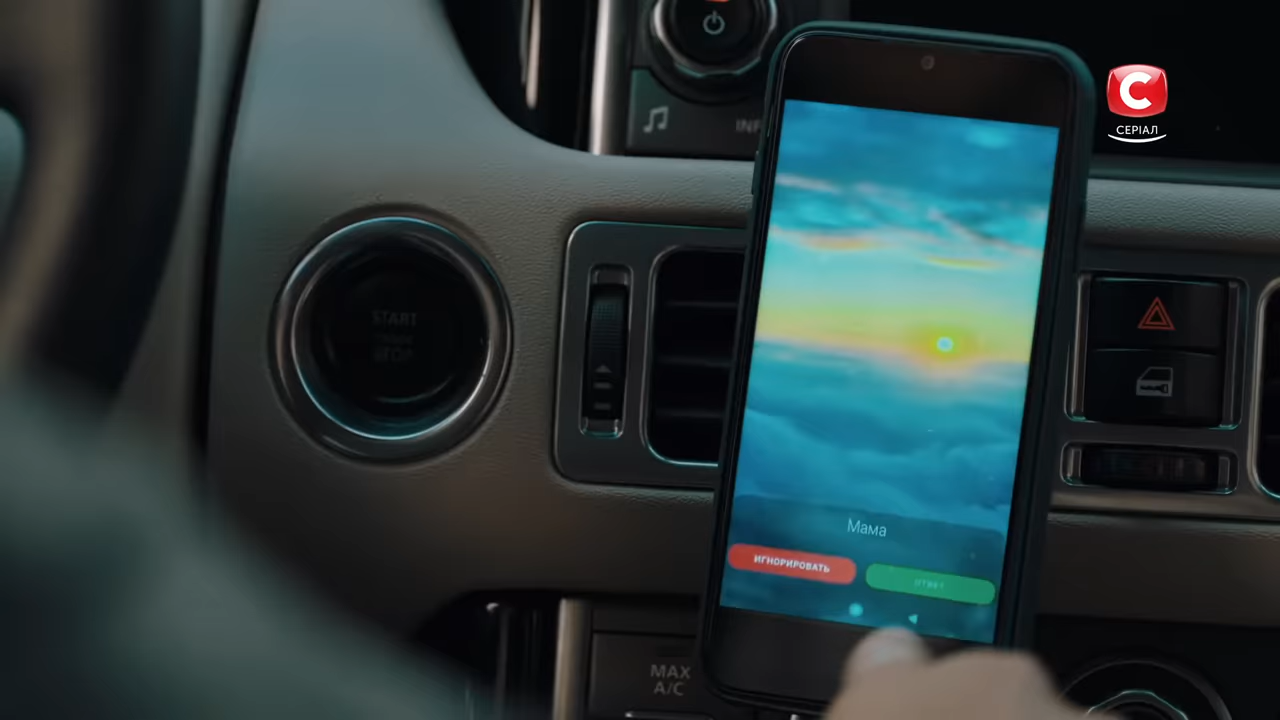 С
СЕРІАЛ
START
STOP
Мама
ИГНОРИРОВАТЬ
ОТВЕТ
MAX
A/C